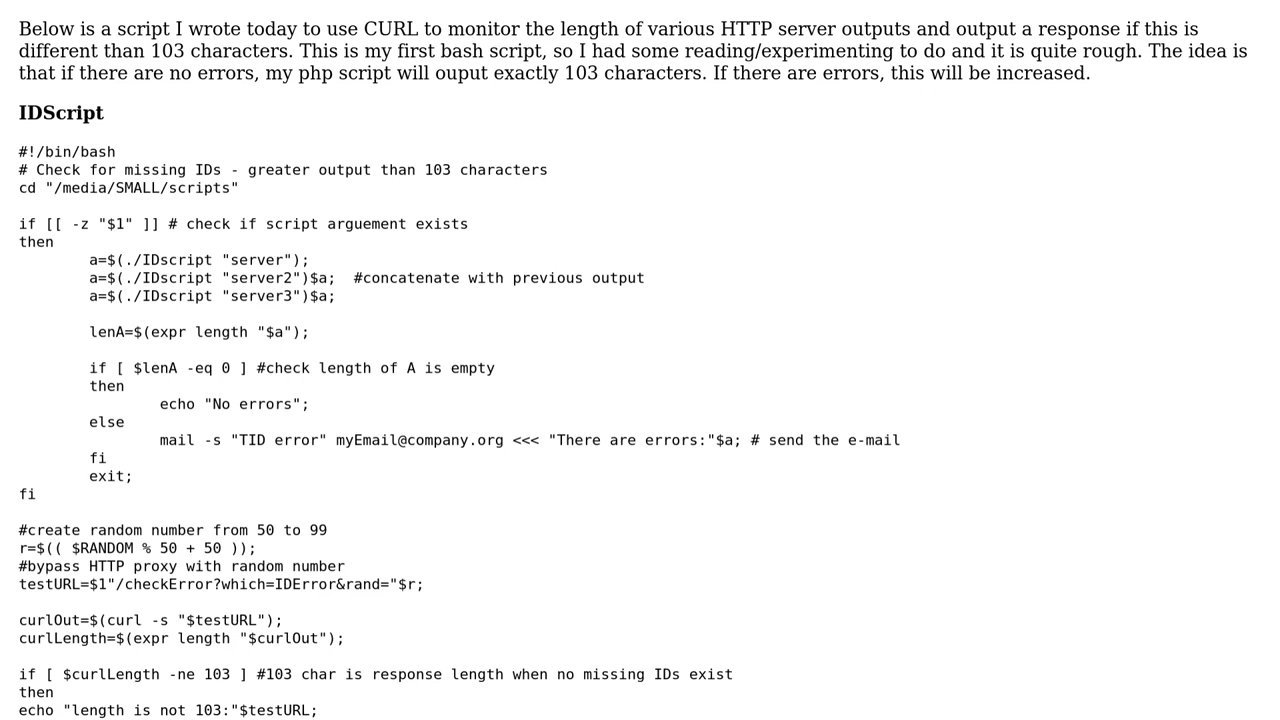 Below is a script I wrote today to use CURL to monitor the length of various HTTP server outputs and output a response if this is
different than 103 characters. This is my first bash script, so I had some reading/experimenting to do and it is quite rough. The idea is
that if there are no errors, my php script will ouput exactly 103 characters. If there are errors, this will be increased.
IDScript
#!/bin/bash
# Check for missing IDs - greater output than 103 characters
cd "/media/SMALL/scripts"
if [[ -z "$1" ]] # check if script arguement exists
then
a=$(./IDscript "server");
a=$(./IDscript "server2")$a;  #concatenate with previous output
a=$(./IDscript "server3")$a;
lenA=$(expr length "$a");
if [ $lenA -eq 0 ] #check length of A is empty
then
echo "No errors";
else
mail -s "TID error" myEmail@company.org <<< "There are errors:"$a; # send the e-mail
fi
exit;
fi
#create random number from 50 to 99
r=$(( $RANDOM % 50 + 50 ));
#bypass HTTP proxy with random number
testURL=$1"/checkError?which=IDError&rand="$r;
curlOut=$(curl -s "$testURL");
curlLength=$(expr length "$curlOut");
if [ $curlLength -ne 103 ] #103 char is response length when no missing IDs exist
then
echo "length is not 103:"$testURL;